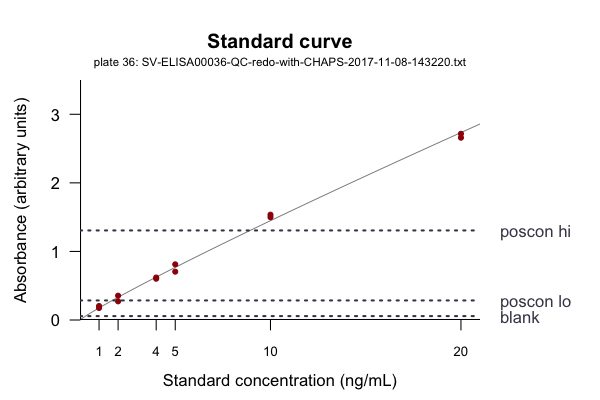 Standard curve
plate 36: SV-ELISA00036-QC-redo-with-CHAPS-2017-11-08-143220.txt
Absorbance (arbitrary units)
3
2
1
0
poscon hi
poscon lo
blank
1 2 4 5 10 20
Standard concentration (ng/mL)